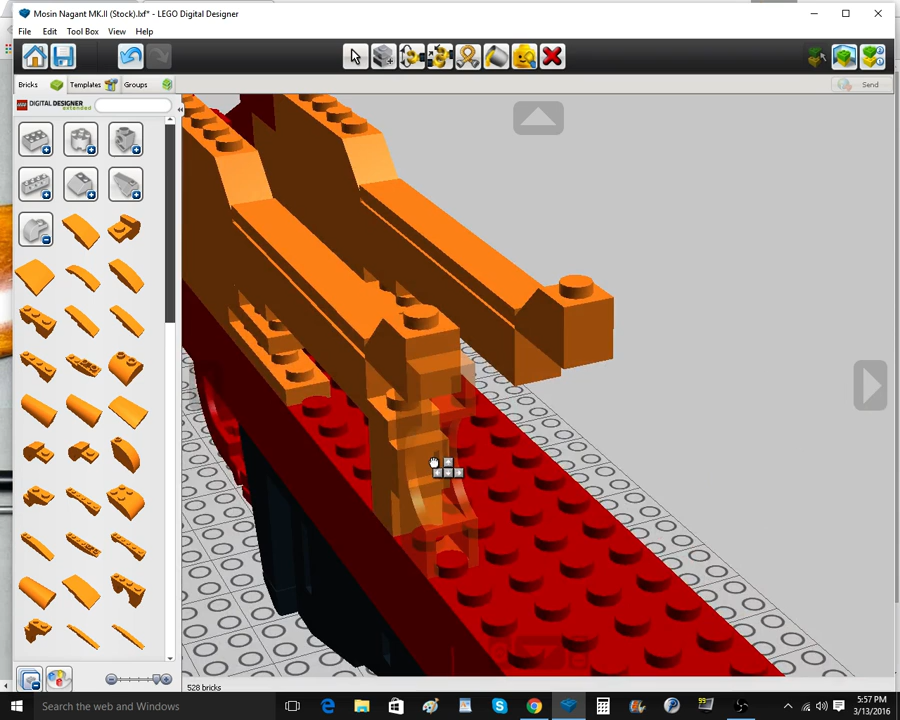 Mosin Nagant MK.II (Stock).lxf* - LEGO Digital Designer
File Edit Tool Box View Help
Bricks Templates Groups Send
DIGITAL DESIGNER
extended
528 bricks
Search the web and Windows
99+
5:57 PM
3/13/2016